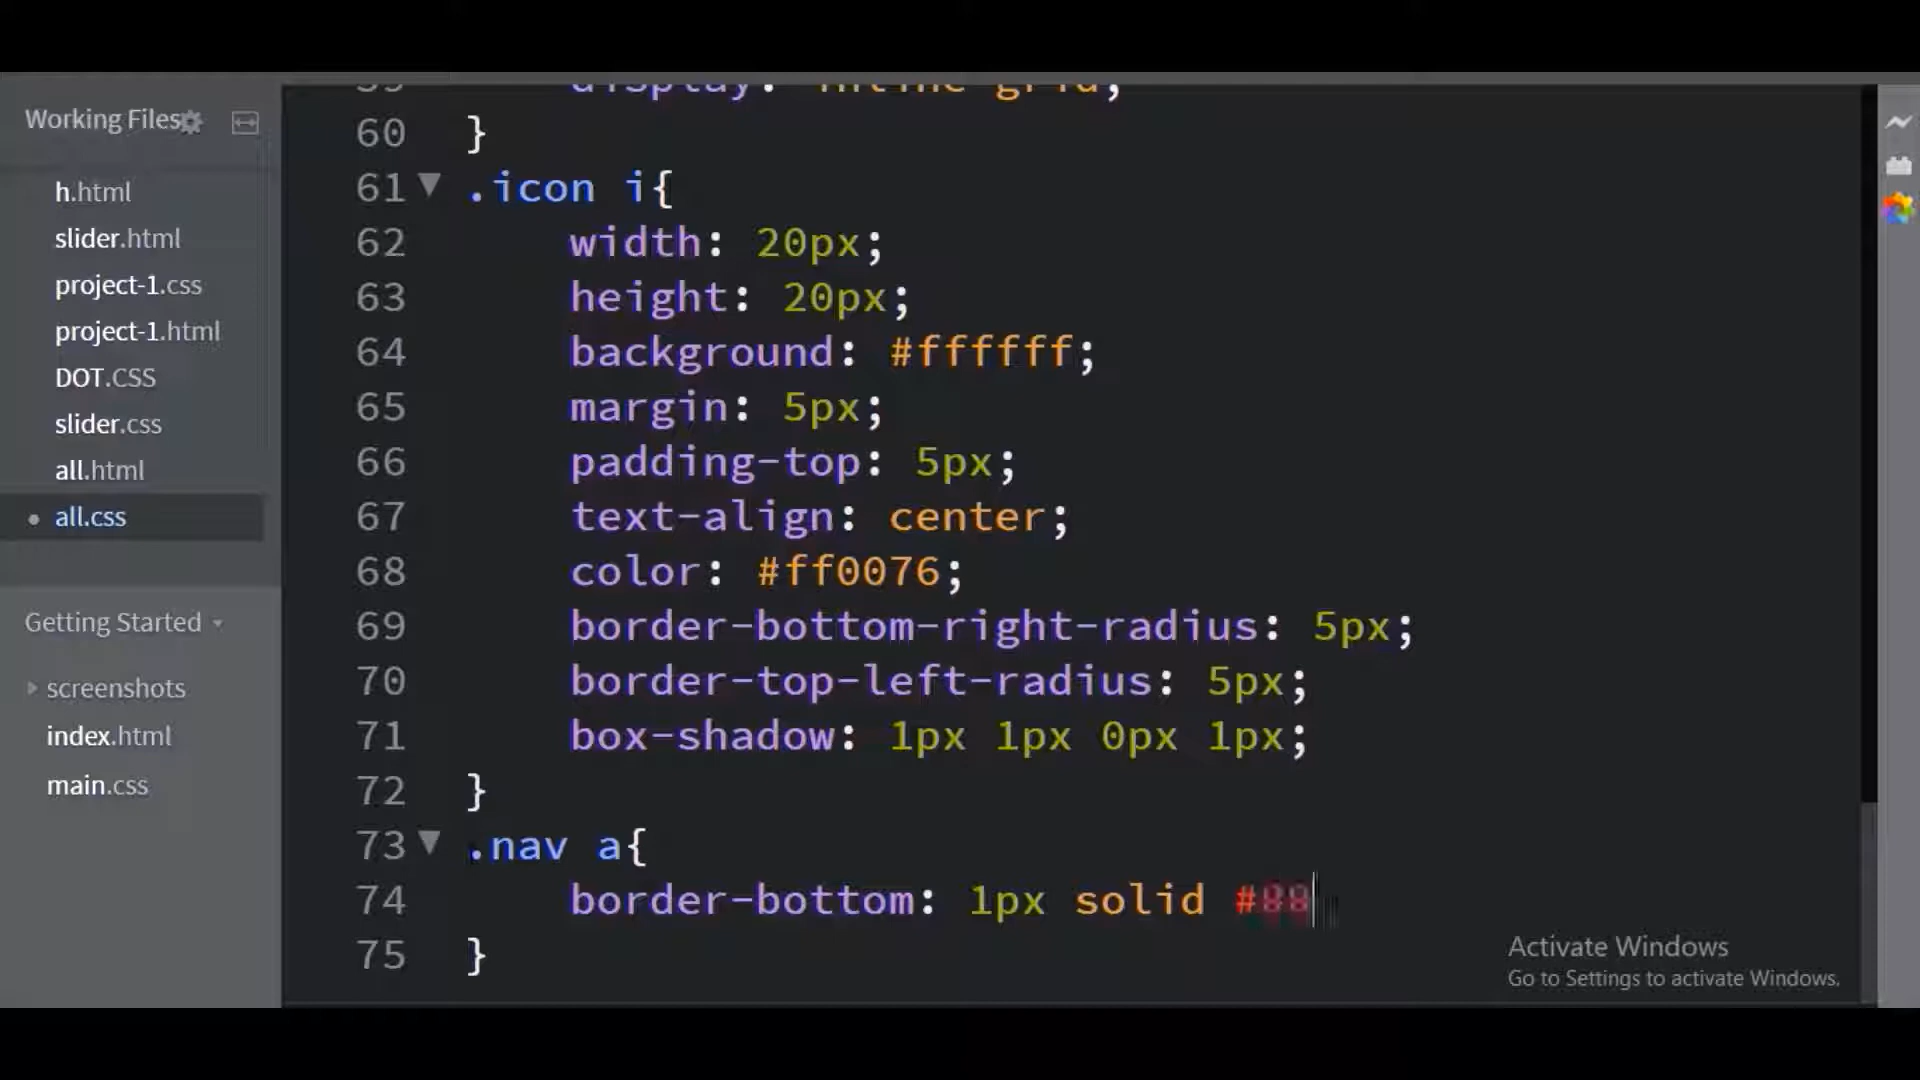 Working Files
h.html
slider.html
project-1.css
project-1.html
DOT.CSS
slider.css
all.html
all.css
Getting Started
screenshots
index.html
main.css
59 display: inline-grid;
60 }
61 .icon i{
62 width: 20px;
63 height: 20px;
64 background: #ffffff;
65 margin: 5px;
66 padding-top: 5px;
67 text-align: center;
68 color: #ff0076;
69 border-bottom-right-radius: 5px;
70 border-top-left-radius: 5px;
71 box-shadow: 1px 1px 0px 1px;
72 }
73 .nav a{
74 border-bottom: 1px solid
75 }
Activate Windows
Go to Settings to activate Windows.